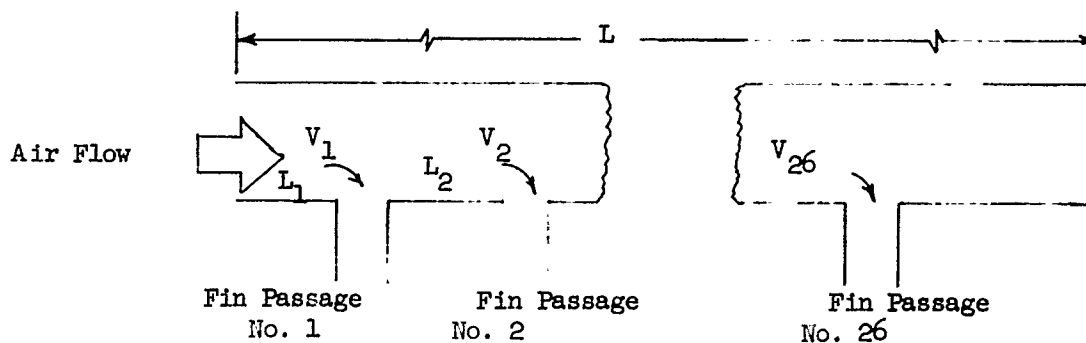 L
Air Flow
V1
L1
L2
V2
V26
Fin Passage
No. 1
Fin Passage
No. 2
Fin Passage
No. 26